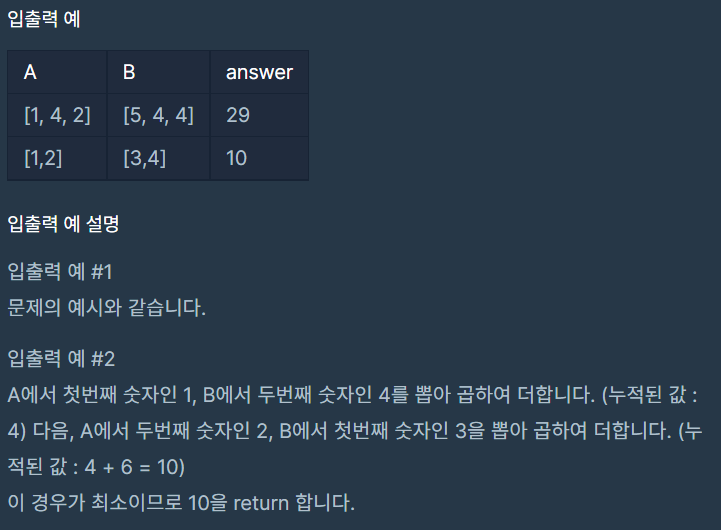 입출력 예
A B answer
[1, 4, 2] [5, 4, 4] 29
[1,2] [3,4] 10
입출력 예 설명
입출력 예 #1
문제의 예시와 같습니다.
입출력 예 #2
A에서 첫번째 숫자인 1, B에서 두번째 숫자인 4를 뽑아 곱하여 더합니다. (누적된 값 :
4) 다음, A에서 두번째 숫자인 2, B에서 첫번째 숫자인 3을 뽑아 곱하여 더합니다. (누
적된 값 : 4 + 6 = 10)
이 경우가 최소이므로 10을 return 합니다.